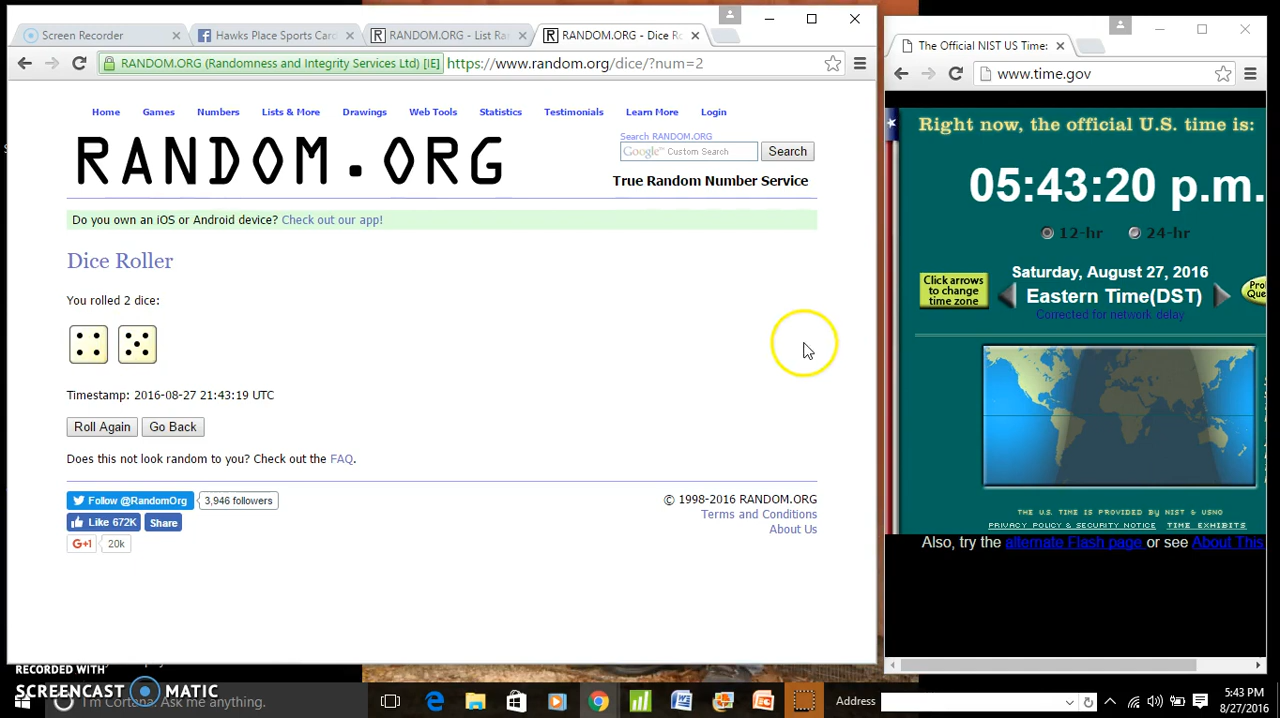 Screen Recorder
Hawks Place Sports Card
RANDOM.ORG - List Ra
RANDOM.ORG - Dice Ro
RANDOM.ORG (Randomness and Integrity Services Ltd) [IE]
https://www.random.org/dice/?num=2
Home Games Numbers Lists & More Drawings Web Tools Statistics Testimonials Learn More Login
RANDOM.ORG
Search RANDOM.ORG
Google™ Custom Search
Search
True Random Number Service
Do you own an iOS or Android device? Check out our app!
Dice Roller
You rolled 2 dice:
Timestamp: 2016-08-27 21:43:19 UTC
Roll Again
Go Back
Does this not look random to you? Check out the FAQ.
Follow @RandomOrg
3,946 followers
Like 672K
Share
G+1
20k
© 1998-2016 RANDOM.ORG
Terms and Conditions
About Us
The Official NIST US Time:
www.time.gov
Right now, the official U.S. time is:
05:43:20 p.m.
12-hr 24-hr
Click arrows
to change
time zone
Saturday, August 27, 2016
Eastern Time(DST)
Corrected for network delay
THE U.S. TIME IS PROVIDED BY NIST & USNO
PRIVACY POLICY & SECURITY NOTICE TIME EXHIBITS
Also, try the alternate Flash page or see About This
RECORDED WITH
SCREENCAST MATIC
I'm Cortana. Ask me anything.
Address
5:43 PM
8/27/2016